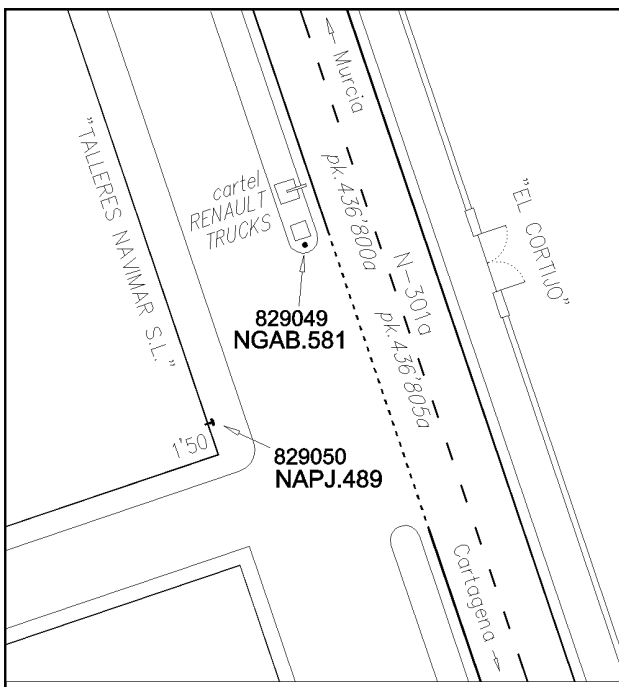 ← Murcia
"TALLERES NAVIMAR S.L."
cartel
RENAULT
TRUCKS
pk.436'800a
N-301a
pk.436'805a
"EL CORTIJO"
829049
NGAB.581
1'50
829050
NAPJ.489
Cartagena →